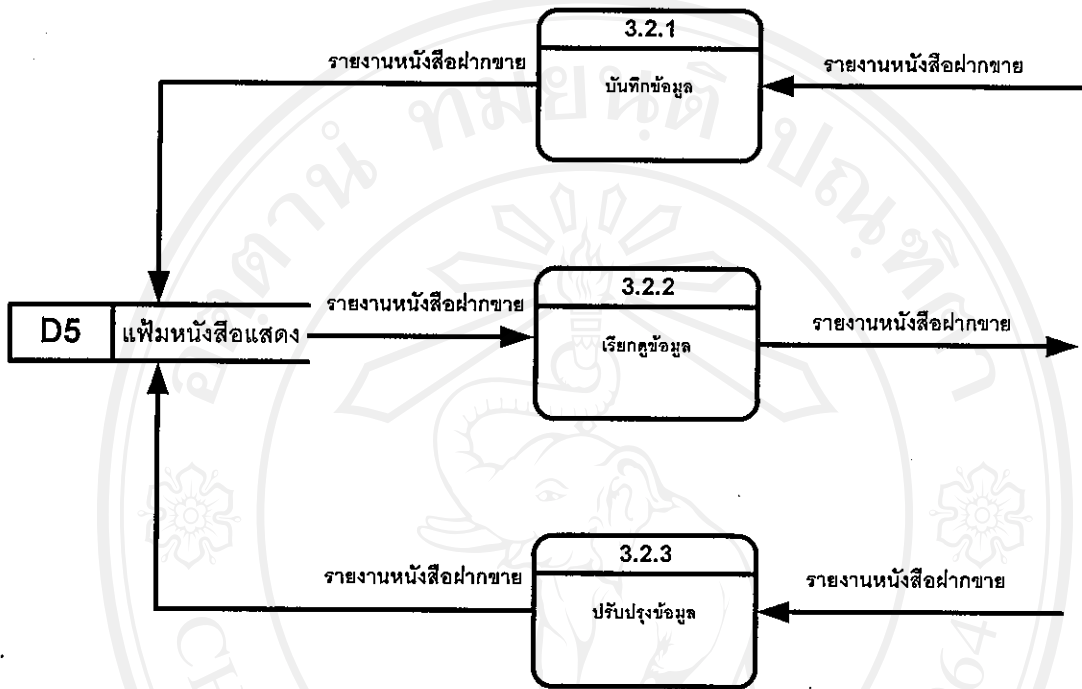 3.2.1
รายงานหนังสือฝากขาย
บันทึกข้อมูล
รายงานหนังสือฝากขาย
3.2.2
รายงานหนังสือฝากขาย
เรียกดูข้อมูล
รายงานหนังสือฝากขาย
D5
แฟ้มหนังสือแสดง
3.2.3
รายงานหนังสือฝากขาย
ปรับปรุงข้อมูล
รายงานหนังสือฝากขาย